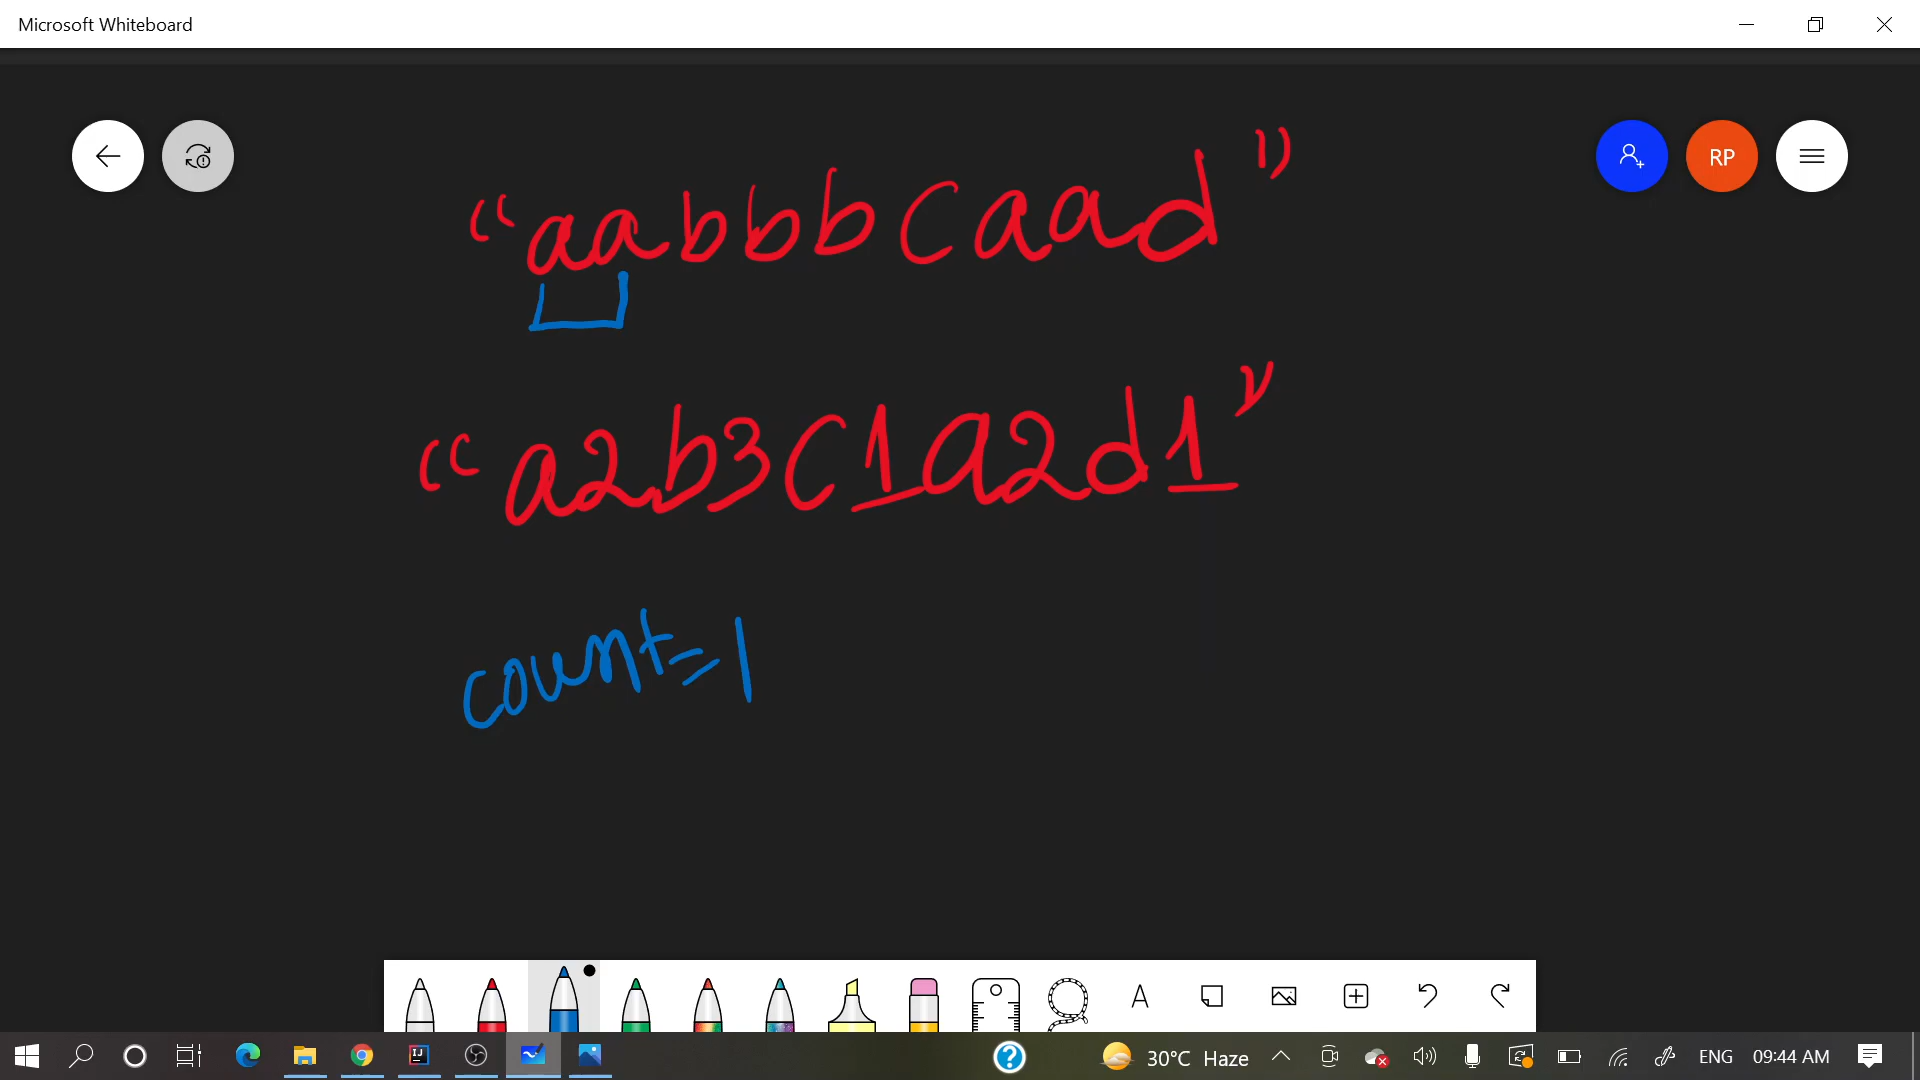 Microsoft Whiteboard
RP
"aabbbcaad"
"a2b3c1a2d1"
count=1
A
30°C Haze
ENG
09:44 AM